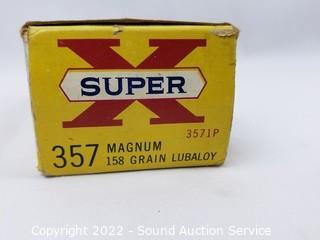 X
SUPER
3571P
357 MAGNUM
158 GRAIN LUBALOY
Copyright 2022 - Sound Auction Service